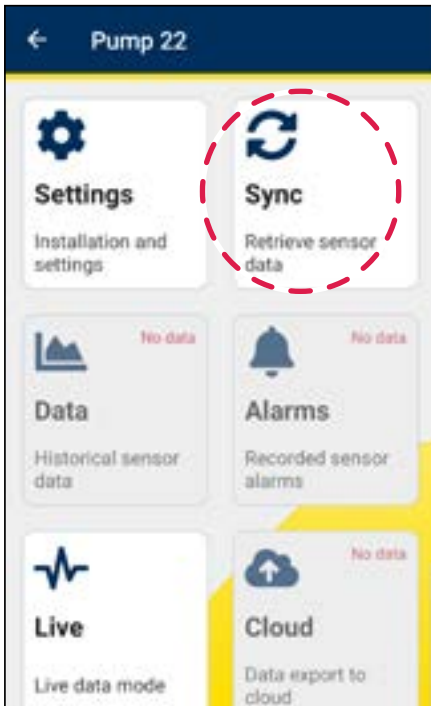 Pump 22
Settings
Installation and
settings
Sync
Retrieve sensor
data
No data
Data
Historical sensor
data
No data
Alarms
Recorded sensor
alarms
Live
Live data mode
No data
Cloud
Data export to
cloud